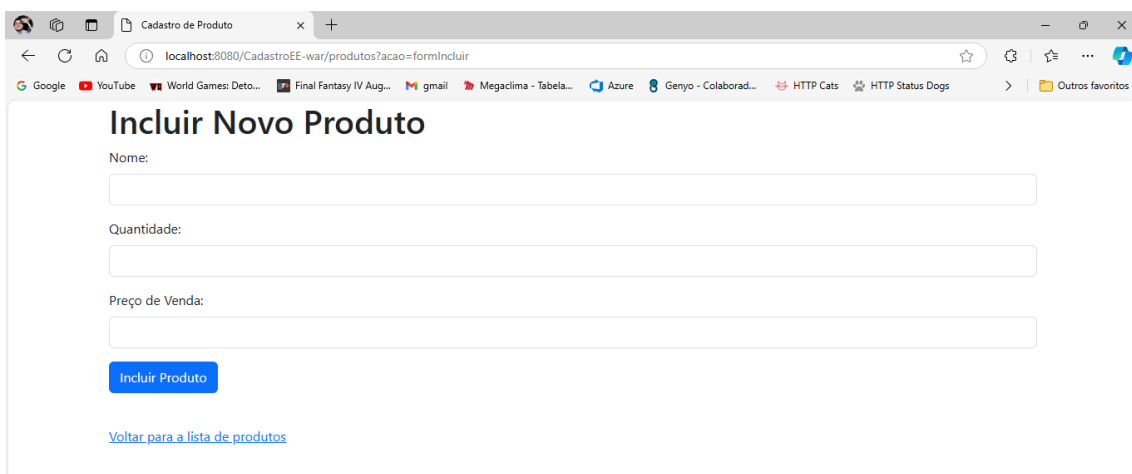 Cadastro de Produto
localhost:8080/CadastroEE-war/produtos?acao=formIncluir
Google YouTube World Games: Deto... Final Fantasy IV Aug... gmail Megaclima - Tabela... Azure Genyo - Colaborad... HTTP Cats HTTP Status Dogs Outros favoritos
Incluir Novo Produto
Nome:
Quantidade:
Preço de Venda:
Incluir Produto
Voltar para a lista de produtos